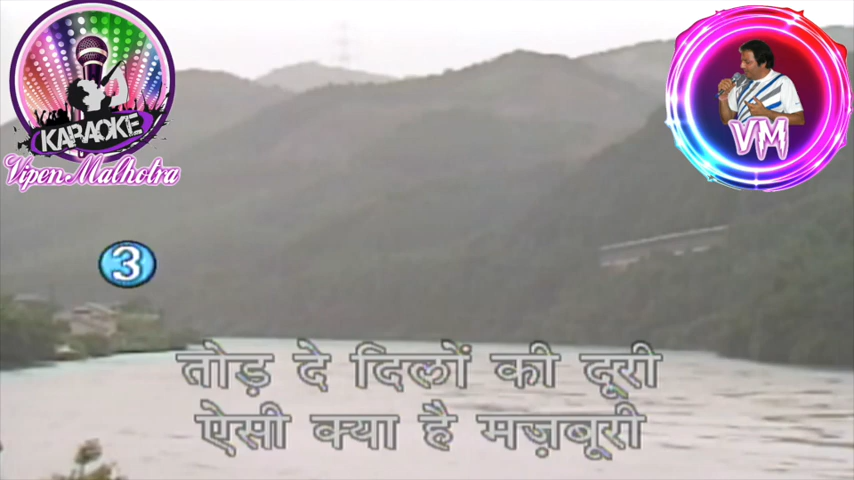 KARAOKE
Vipen Malhotra
VM
3
तोड़ दे दिलों की दूरी
ऐसी क्या है मज़बूरी